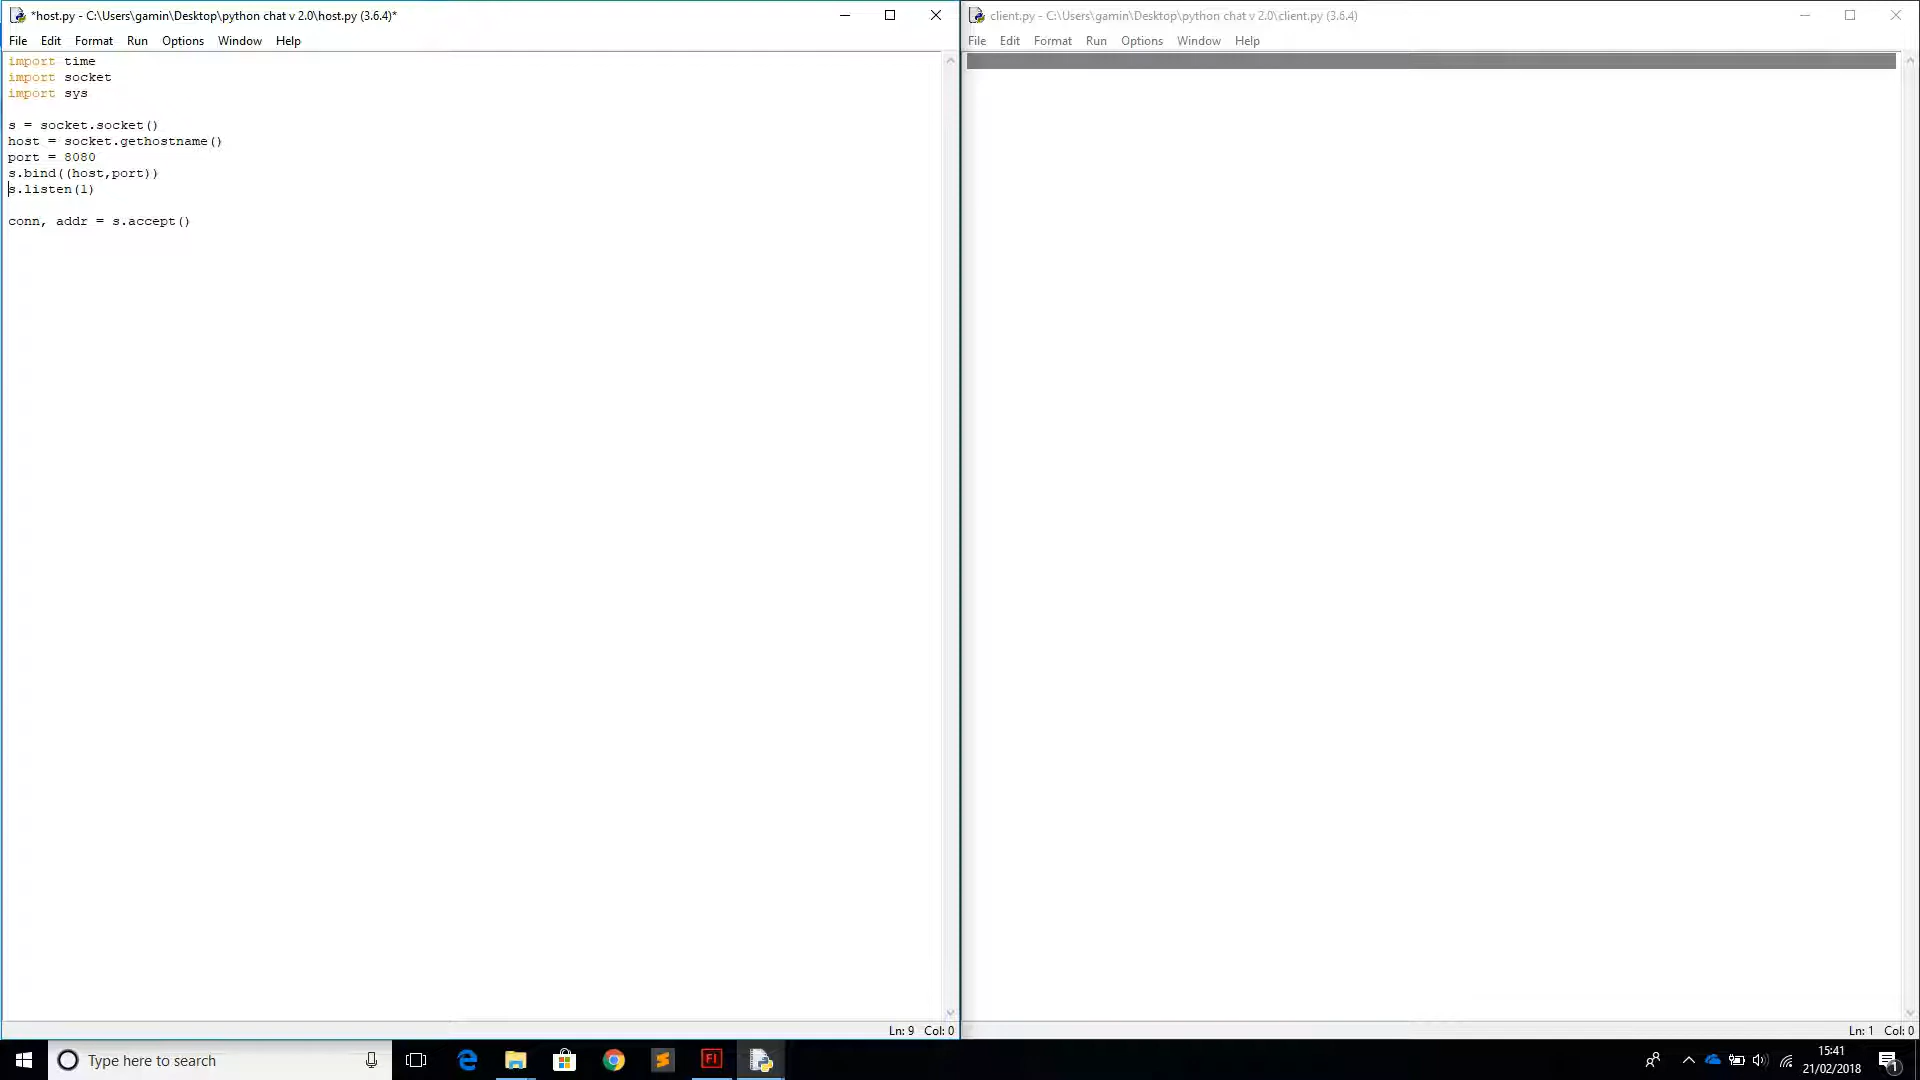 *host.py - C:\Users\gamin\Desktop\python chat v 2.0\host.py (3.6.4)*
File Edit Format Run Options Window Help
import time
import socket
import sys
s = socket.socket()
host = socket.gethostname()
port = 8080
s.bind((host,port))
s.listen(1)
conn, addr = s.accept()
Ln: 9 Col: 0
client.py - C:\Users\gamin\Desktop\python chat v 2.0\client.py (3.6.4)
File Edit Format Run Options Window Help
Ln: 1 Col: 0
Type here to search
Fl
15:41
21/02/2018
1